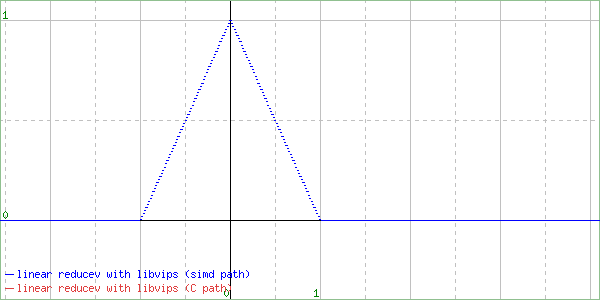 1
0
linear reducev with libvips (simd path)
linear reducev with libvips (C path)
0
1